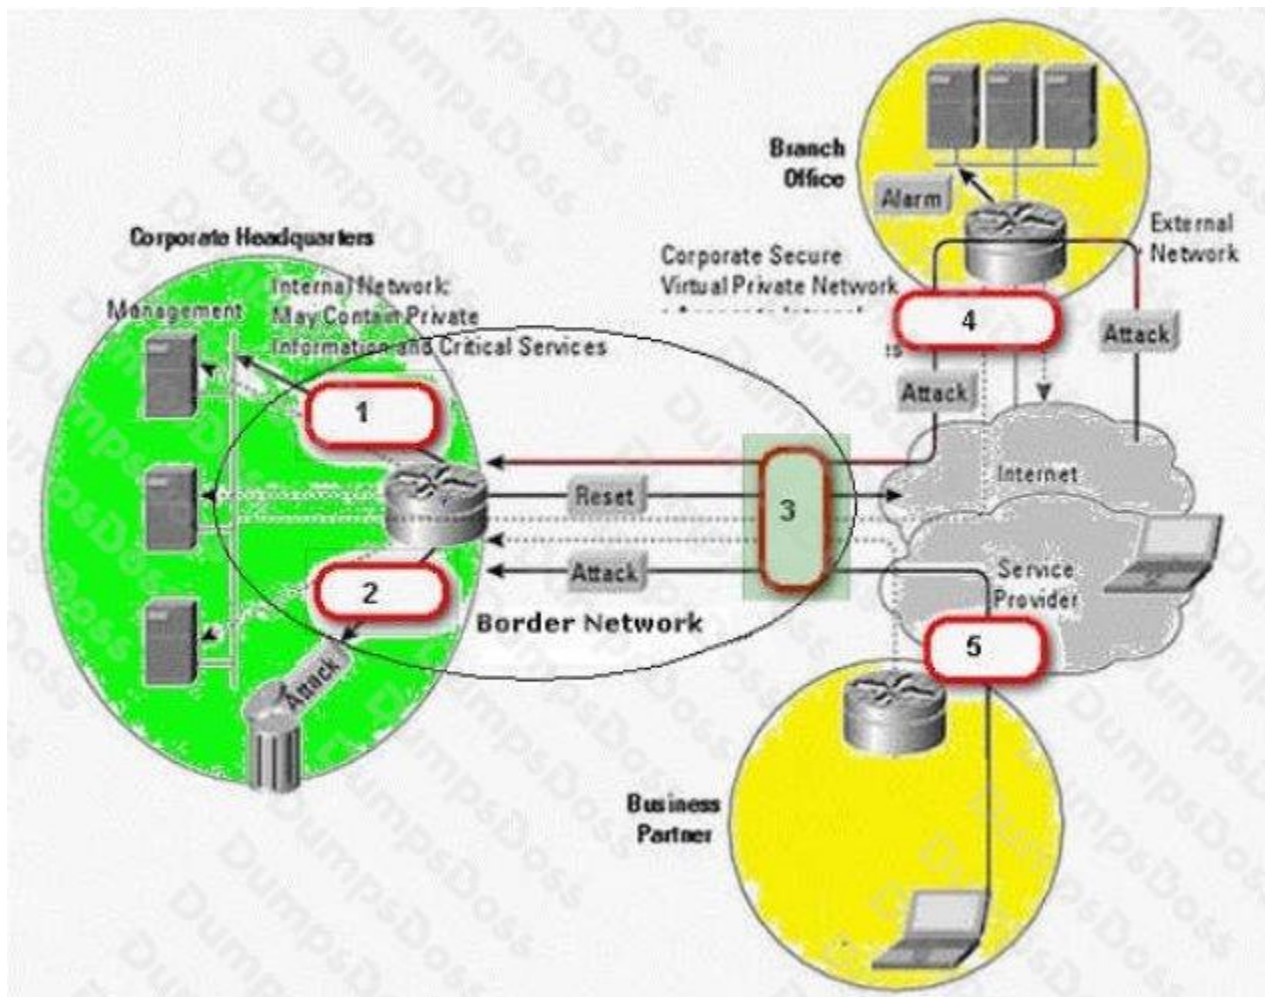 Branch
Office
Alarm
External
Network
Corporate Headquarters
Corporate Secure
Virtual Private Network
Internal Network:
May Contain Private
Information and Critical Services
Management
4
Attack
Attack
1
Internet
Reset
3
Attack
Service
Provider
2
Border Network
5
Attack
Business
Partner
DumpsDoss